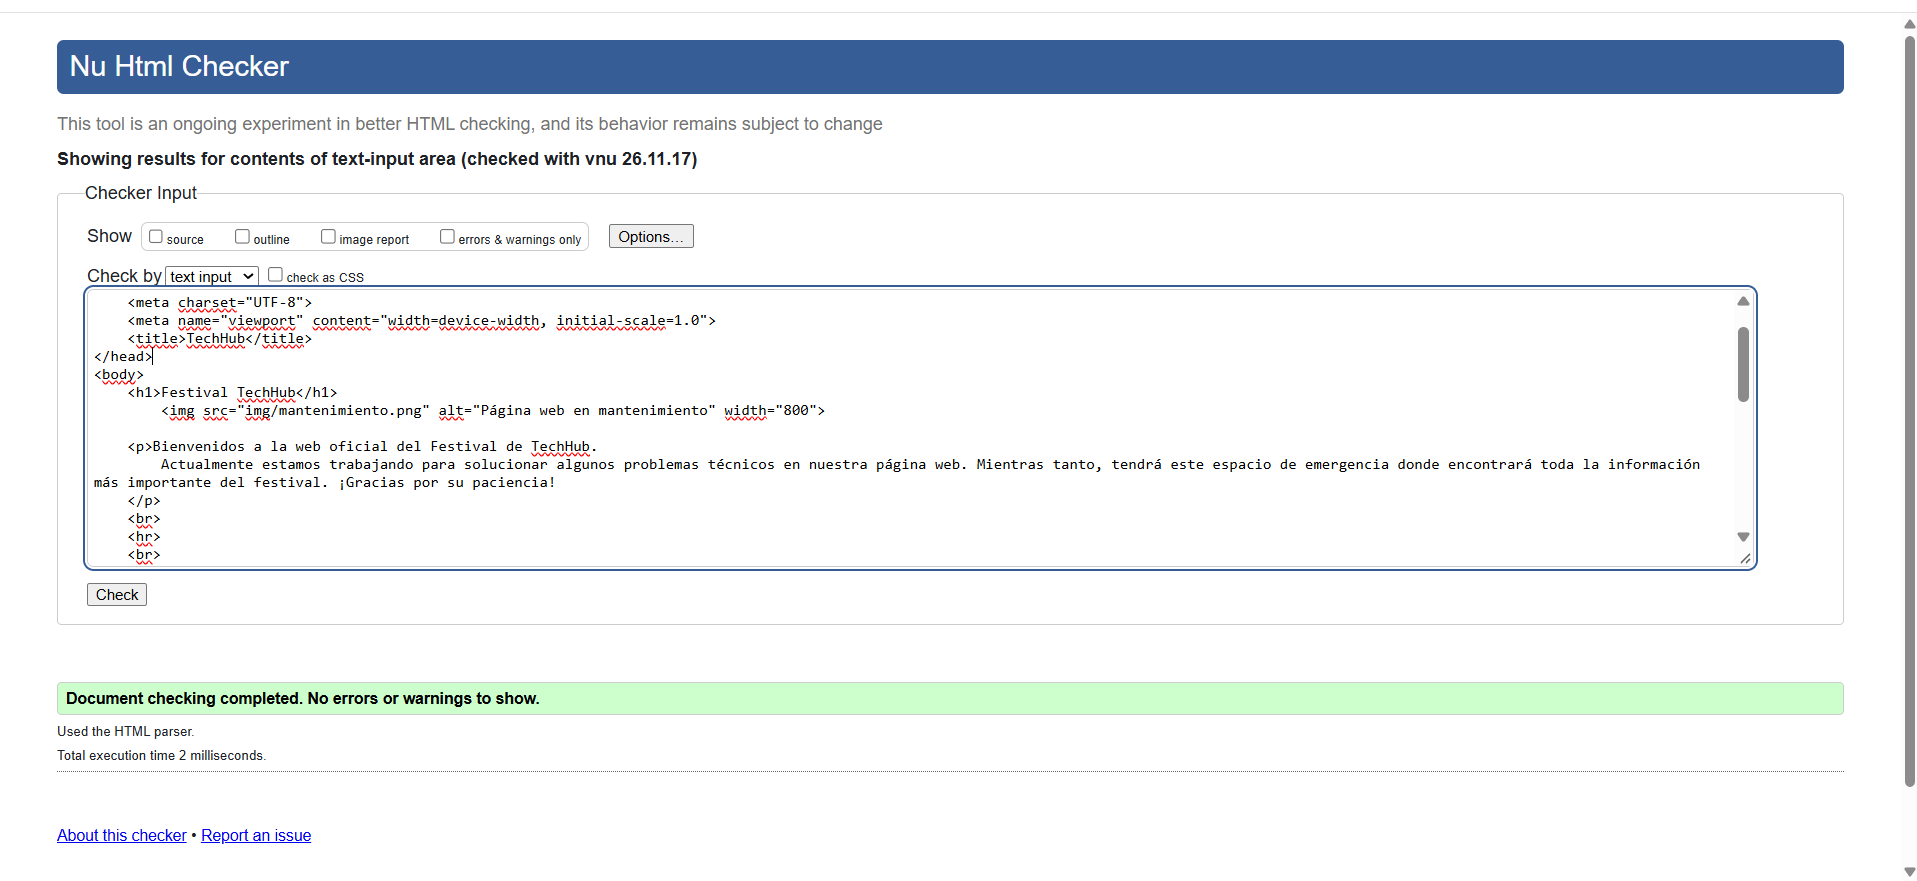 Nu Html Checker
This tool is an ongoing experiment in better HTML checking, and its behavior remains subject to change
Showing results for contents of text-input area (checked with vnu 26.11.17)
Checker Input
Show source outline image report errors & warnings only Options...
Check by text input check as CSS
<meta charset="UTF-8">
<meta name="viewport" content="width=device-width, initial-scale=1.0">
<title>TechHub</title>
</head>
<body>
<h1>Festival TechHub</h1>
<img src="img/mantenimiento.png" alt="Página web en mantenimiento" width="800">
<p>Bienvenidos a la web oficial del Festival de TechHub.
Actualmente estamos trabajando para solucionar algunos problemas técnicos en nuestra página web. Mientras tanto, tendrá este espacio de emergencia donde encontrará toda la información
más importante del festival. ¡Gracias por su paciencia!
</p>
<br>
<hr>
<br>
Check
Document checking completed. No errors or warnings to show.
Used the HTML parser.
Total execution time 2 milliseconds.
About this checker • Report an issue